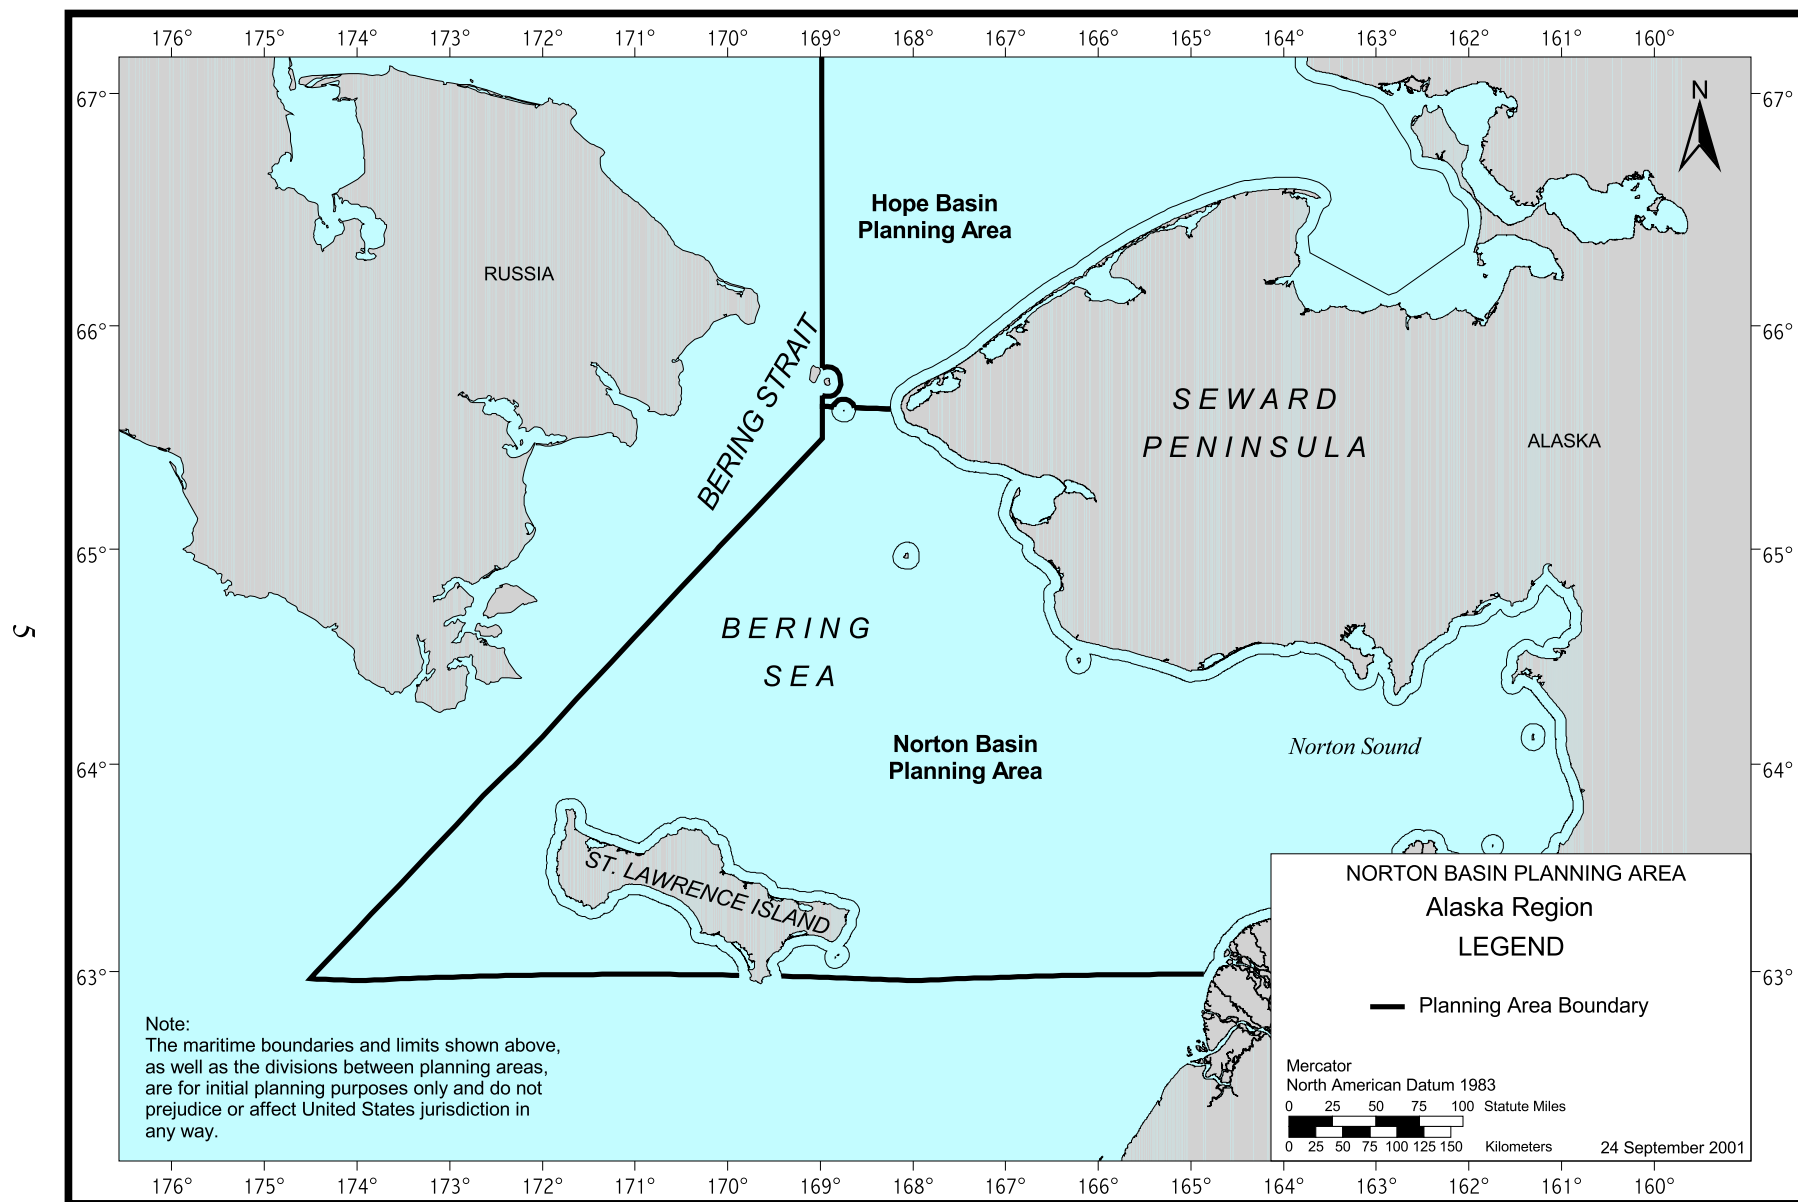 176° 175° 174° 173° 172° 171° 170° 169° 168° 167° 166° 165° 164° 163° 162° 161° 160°
67° 67°
N
Hope Basin
Planning Area
RUSSIA
66° 66°
BERING STRAIT
SEWARD
PENINSULA
ALASKA
65° 65°
BERING
SEA
5
Norton Basin
Planning Area
Norton Sound
64° 64°
ST. LAWRENCE ISLAND
63° 63°
NORTON BASIN PLANNING AREA
Alaska Region
LEGEND
Planning Area Boundary
Note:
The maritime boundaries and limits shown above,
as well as the divisions between planning areas,
are for initial planning purposes only and do not
prejudice or affect United States jurisdiction in
any way.
Mercator
North American Datum 1983
0 25 50 75 100 Statute Miles
0 25 50 75 100 125 150 Kilometers
24 September 2001
176° 175° 174° 173° 172° 171° 170° 169° 168° 167° 166° 165° 164° 163° 162° 161° 160°